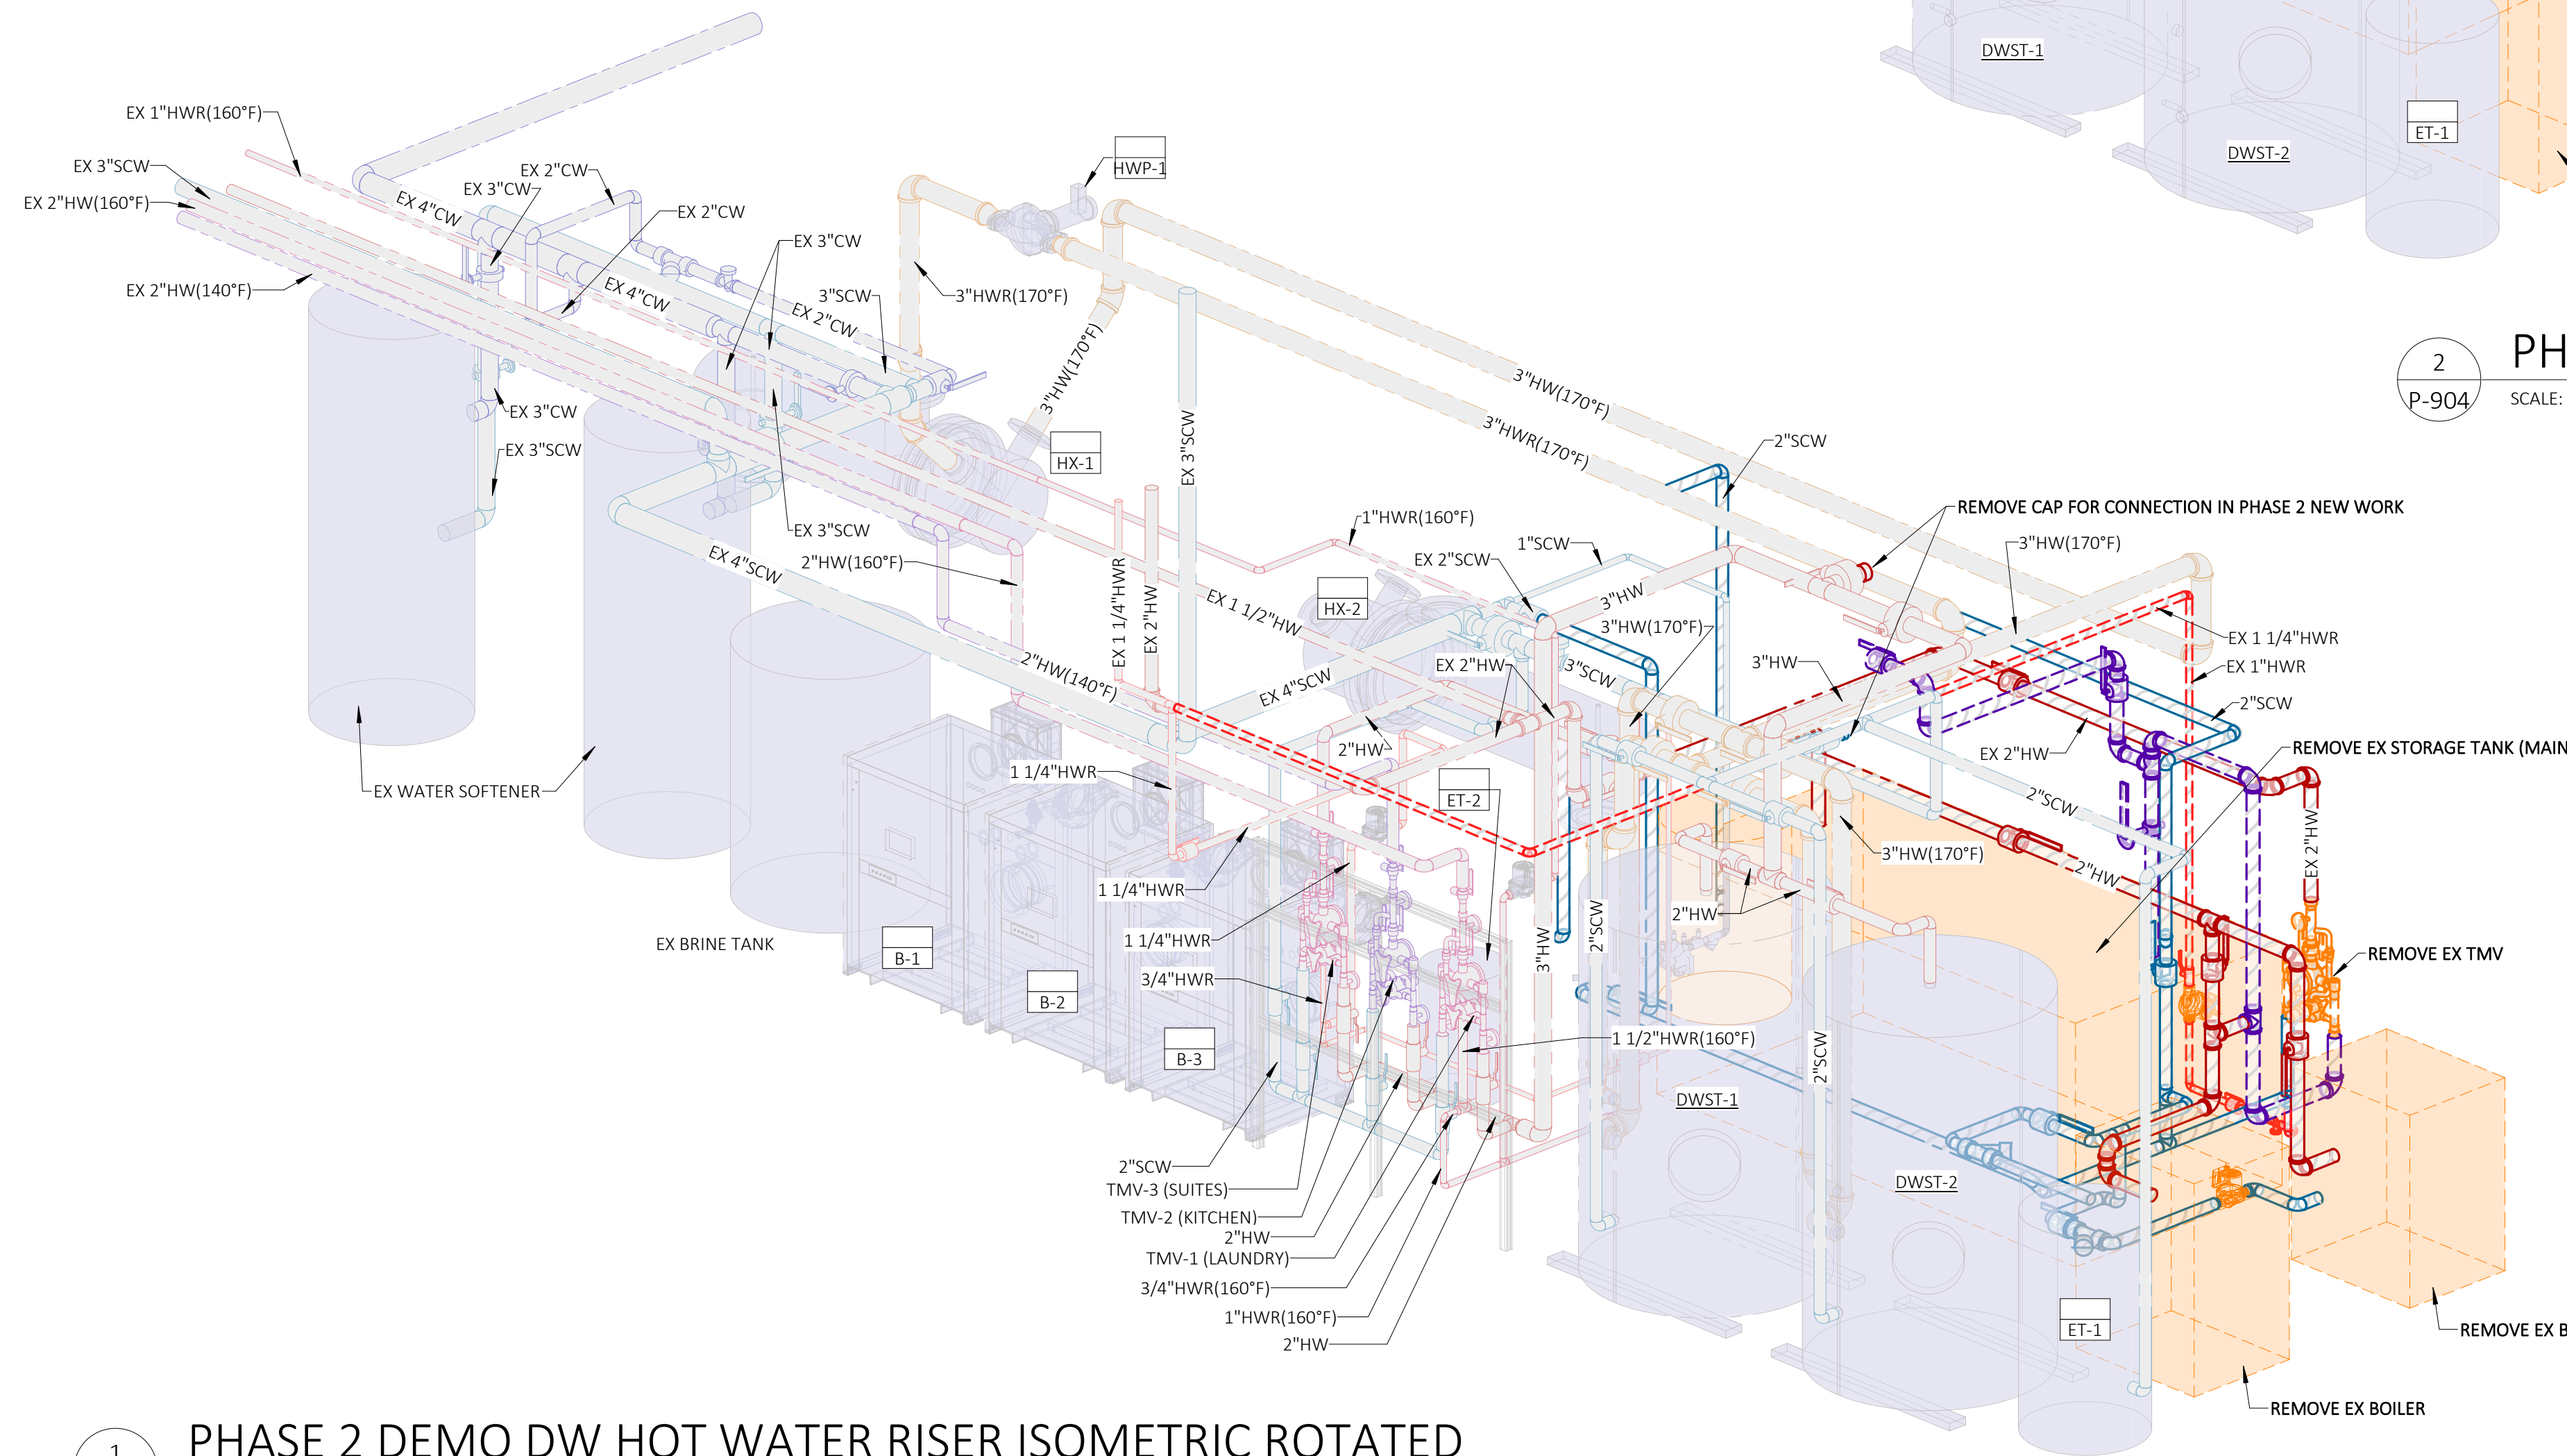 DWST-1
DWST-2
ET-1
EX 1"HWR(160°F)
EX 3"SCW
EX 2"HW(160°F)
EX 2"HW(140°F)
EX 4"CW
EX 3"CW
EX 2"CW
EX 2"CW
EX 3"CW
EX 4"CW
EX 2"CW
3"SCW
3"HWR(170°F)
HWP-1
3"HW(170°F)
3"HW(170°F)
3"HWR(170°F)
2
P-904
PH
SCALE:
EX 3"CW
EX 3"SCW
HX-1
EX 3"SCW
2"SCW
REMOVE CAP FOR CONNECTION IN PHASE 2 NEW WORK
EX 3"SCW
2"HW(160°F)
EX 4"SCW
1"HWR(160°F)
EX 2"SCW
1"SCW
3"HW(170°F)
EX 1 1/4"HWR
EX 2"HW
EX 1 1/2"HW
HX-2
3"HW
3"HW(170°F)
EX 1 1/4"HWR
EX 1"HWR
2"HW(140°F)
EX 4"SCW
EX 2"HW
3"SCW
3"HW
2"SCW
2"HW
EX 2"HW
REMOVE EX STORAGE TANK (MAIN
1 1/4"HWR
ET-2
2"SCW
EX WATER SOFTENER
EX 2"HW
3"HW(170°F)
2"HW
1 1/4"HWR
2"HW
EX BRINE TANK
1 1/4"HWR
3"HW
2"SCW
REMOVE EX TMV
B-1
3/4"HWR
B-2
B-3
1 1/2"HWR(160°F)
2"SCW
DWST-1
2"SCW
TMV-3 (SUITES)
DWST-2
TMV-2 (KITCHEN)
2"HW
TMV-1 (LAUNDRY)
3/4"HWR(160°F)
1"HWR(160°F)
2"HW
ET-1
REMOVE EX B
REMOVE EX BOILER
1
PHASE 2 DEMO DW HOT WATER RISER ISOMETRIC ROTATED